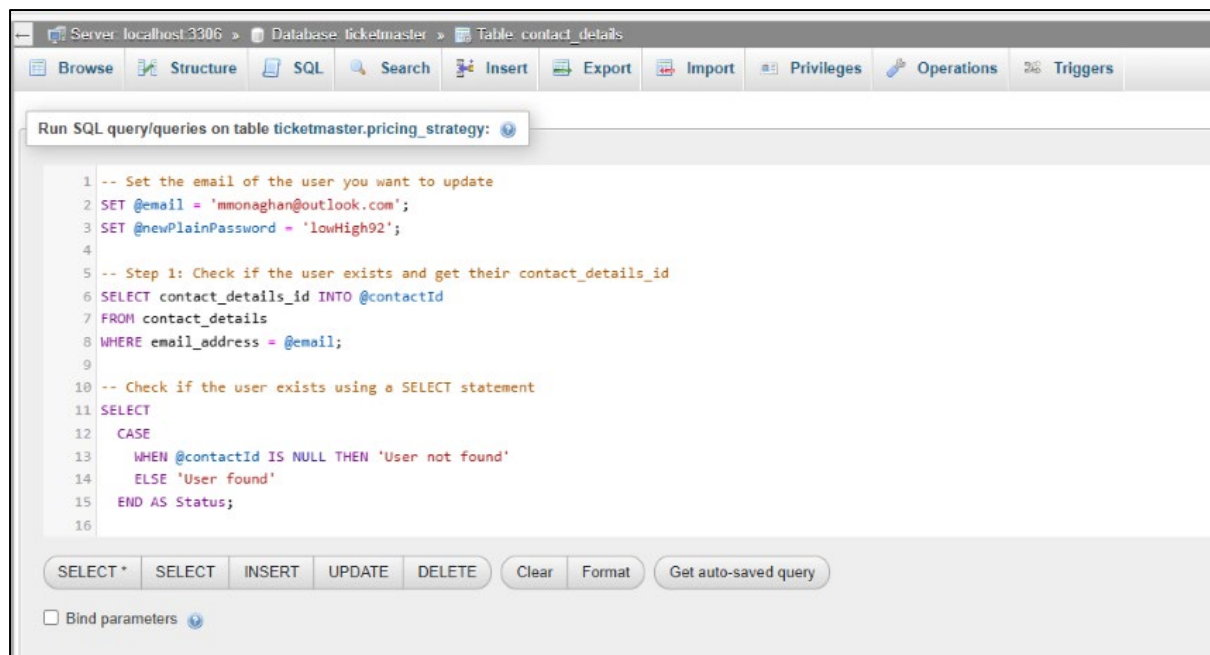 ← Server: localhost:3306 » Database: ticketmaster » Table: contact_details
Browse Structure SQL Search Insert Export Import Privileges Operations Triggers
Run SQL query/queries on table ticketmaster.pricing_strategy:
1 -- Set the email of the user you want to update
2 SET @email = 'mmonaghan@outlook.com';
3 SET @newPlainPassword = 'lowHigh92';
4
5 -- Step 1: Check if the user exists and get their contact_details_id
6 SELECT contact_details_id INTO @contactId
7 FROM contact_details
8 WHERE email_address = @email;
9
10 -- Check if the user exists using a SELECT statement
11 SELECT
12 CASE
13 WHEN @contactId IS NULL THEN 'User not found'
14 ELSE 'User found'
15 END AS Status;
16
SELECT * SELECT INSERT UPDATE DELETE Clear Format Get auto-saved query
Bind parameters